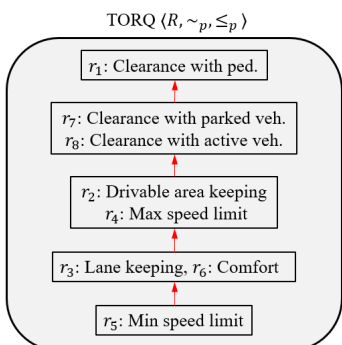 TORQ ⟨R, ~ₚ, ≤ₚ⟩
r₁: Clearance with ped.
r₇: Clearance with parked veh.
r₈: Clearance with active veh.
r₂: Drivable area keeping
r₄: Max speed limit
r₃: Lane keeping, r₆: Comfort
r₅: Min speed limit